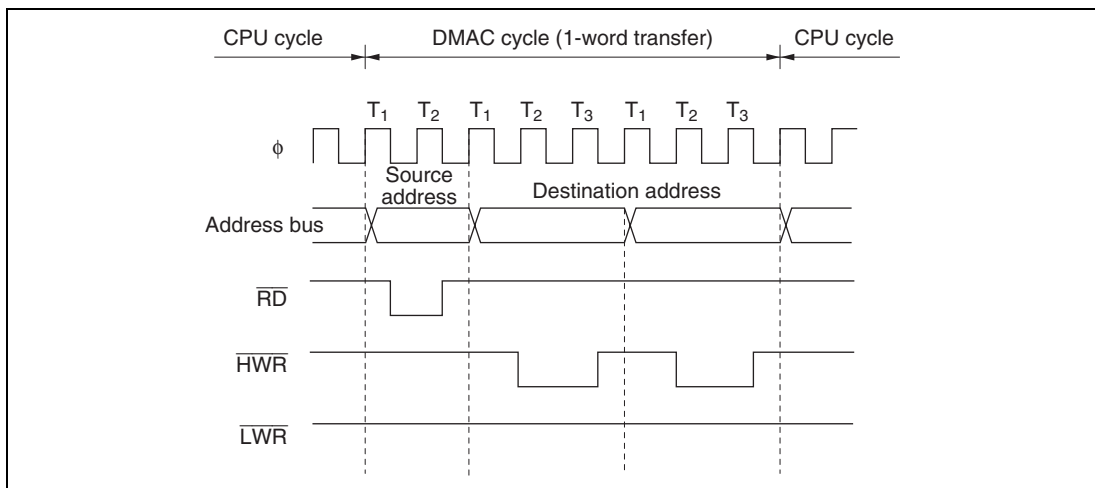 CPU cycle DMAC cycle (1-word transfer) CPU cycle
T1 T2 T1 T2 T3 T1 T2 T3
ϕ
Source
address Destination address
Address bus
RD
HWR
LWR